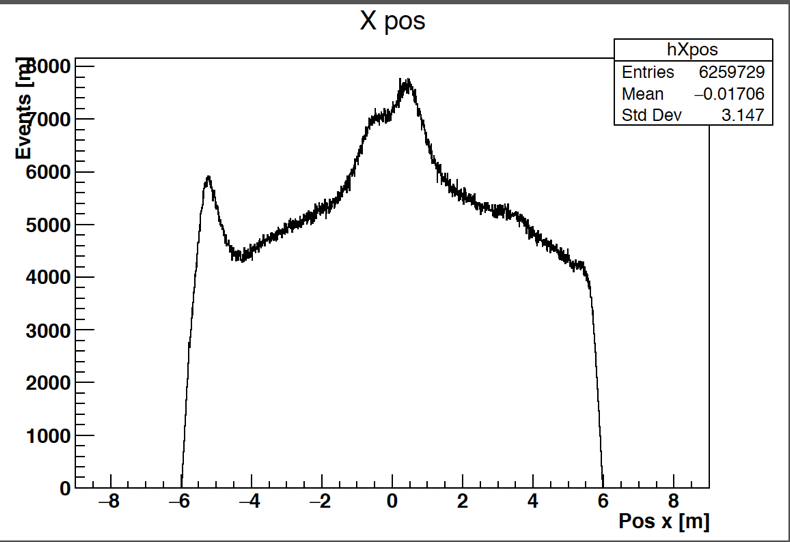 X pos
hXpos
Entries 6259729
Mean −0.01706
Std Dev 3.147
Events [m]
8000
7000
6000
5000
4000
3000
2000
1000
0
−8 −6 −4 −2 0 2 4 6 8
Pos x [m]